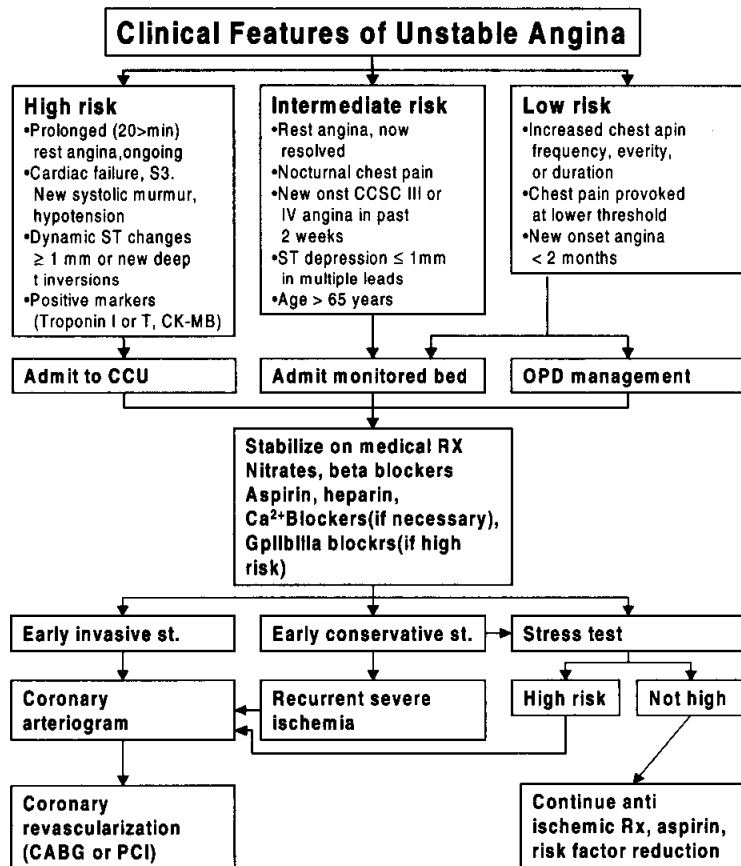 Clinical Features of Unstable Angina
High risk
•Prolonged (20>min)
rest angina,ongoing
•Cardiac failure, S3.
New systolic murmur,
hypotension
•Dynamic ST changes
≥ 1 mm or new deep
t inversions
•Positive markers
(Troponin I or T, CK-MB)
Intermediate risk
•Rest angina, now
resolved
•Nocturnal chest pain
•New onst CCSC III or
IV angina in past
2 weeks
•ST depression ≤ 1mm
in multiple leads
•Age > 65 years
Low risk
•Increased chest apin
frequency, everity,
or duration
•Chest pain provoked
at lower threshold
•New onset angina
< 2 months
Admit to CCU
Admit monitored bed
OPD management
Stabilize on medical RX
Nitrates, beta blockers
Aspirin, heparin,
Ca²⁺Blockers(if necessary),
GpIIbIIIa blockrs(if high
risk)
Early invasive st.
Early conservative st.
Stress test
Coronary
arteriogram
Recurrent severe
ischemia
High risk
Not high
Coronary
revascularization
(CABG or PCI)
Continue anti
ischemic Rx, aspirin,
risk factor reduction